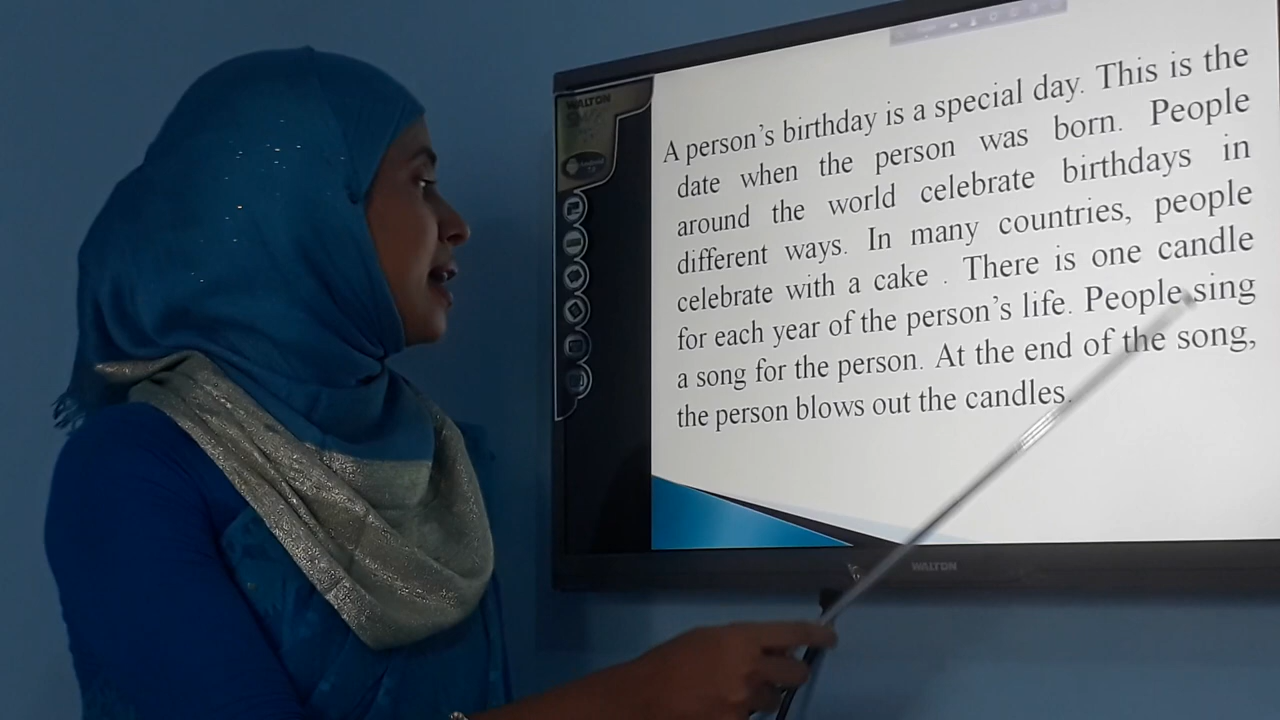 WALTON
Android
A person's birthday is a special day. This is the
date when the person was born. People
around the world celebrate birthdays in
different ways. In many countries, people
celebrate with a cake . There is one candle
for each year of the person's life. People sing
a song for the person. At the end of the song,
the person blows out the candles.
WALTON